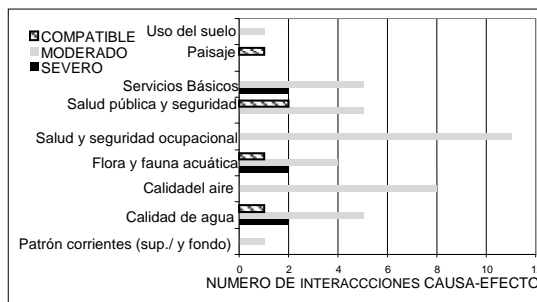 COMPATIBLE
MODERADO
SEVERO
Uso del suelo
Paisaje
Servicios Básicos
Salud pública y seguridad
Salud y seguridad ocupacional
Flora y fauna acuática
Calidadel aire
Calidad de agua
Patrón corrientes (sup./ y fondo)
0 2 4 6 8 10 12
NUMERO DE INTERACCCIONES CAUSA-EFECTO